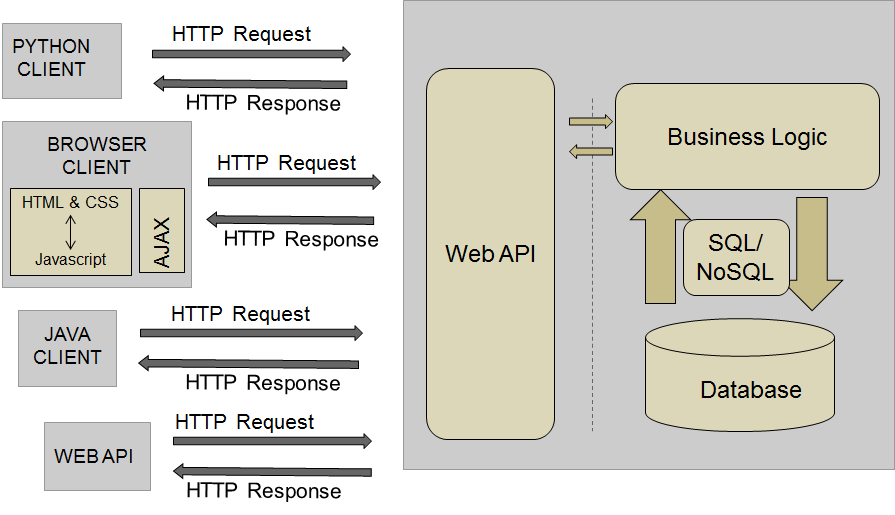 PYTHON
CLIENT
HTTP Request
HTTP Response
BROWSER
CLIENT
HTML & CSS
Javascript
AJAX
HTTP Request
HTTP Response
JAVA
CLIENT
HTTP Request
HTTP Response
WEB API
HTTP Request
HTTP Response
Web API
Business Logic
SQL/
NoSQL
Database